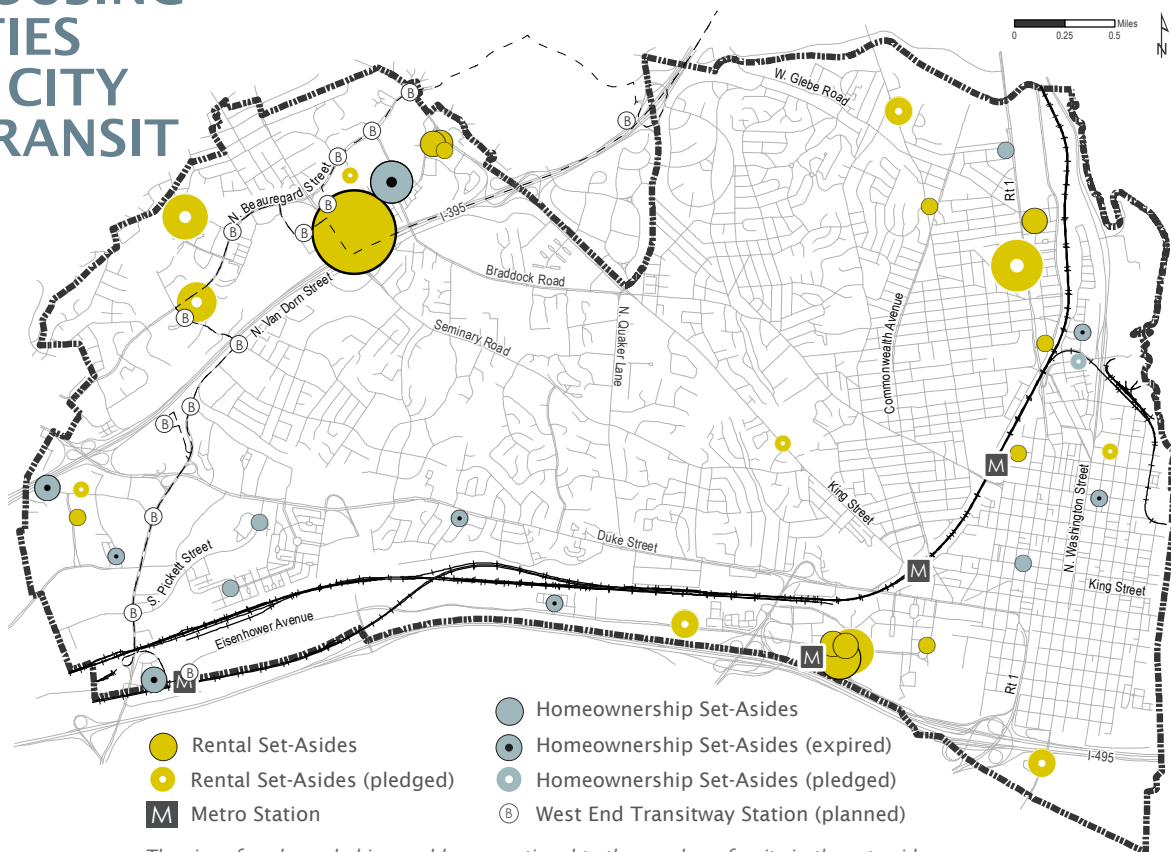 OUSING
TIES
CITY
RANSIT
Miles
0 0.25 0.5
N
W. Glebe Road
Rt 1
N. Beauregard Street
I-395
Braddock Road
N. Van Dorn Street
Seminary Road
N. Quaker Lane
Commonwealth Avenue
King Street
N. Washington Street
Duke Street
S. Pickett Street
King Street
Eisenhower Avenue
Rt 1
I-495
B
B
B
B
B
B
B
B
B
B
B
B
B
B
M
M
M
M
Homeownership Set-Asides
Rental Set-Asides
Homeownership Set-Asides (expired)
Rental Set-Asides (pledged)
Homeownership Set-Asides (pledged)
M Metro Station
B West End Transitway Station (planned)